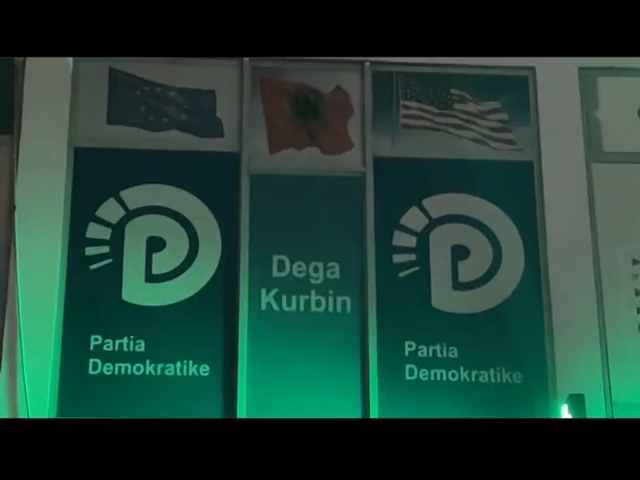 Partia
Demokratike
Dega
Kurbin
Partia
Demokratike